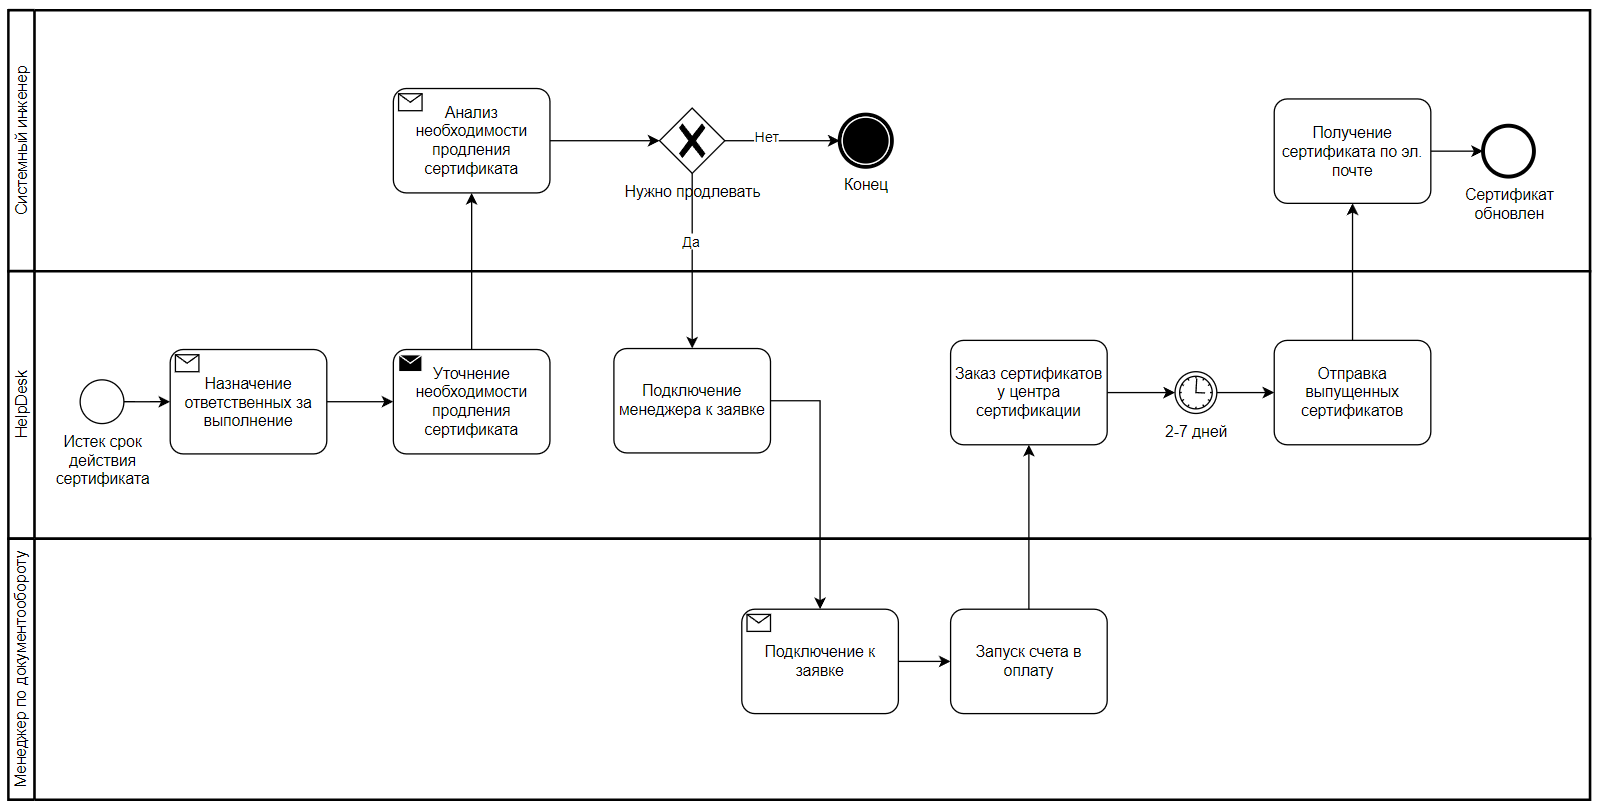 Системный инженер
Анализ
необходимости
продления
сертификата
Нужно продлевать
Нет
Конец
Да
Получение
сертификата по эл.
почте
Сертификат
обновлен
HelpDesk
Истек срок
действия
сертификата
Назначение
ответственных за
выполнение
Уточнение
необходимости
продления
сертификата
Подключение
менеджера к заявке
Заказ сертификатов
у центра
сертификации
2-7 дней
Отправка
выпущенных
сертификатов
Менеджер по документообороту
Подключение к
заявке
Запуск счета в
оплату